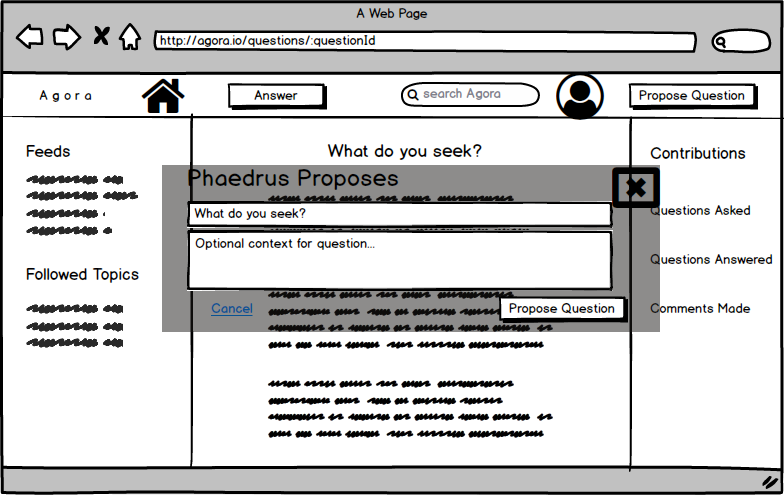 A Web Page
http://agora.io/questions/:questionId
Agora
Answer
search Agora
Propose Question
Feeds
What do you seek?
Contributions
Phaedrus Proposes
What do you seek?
Questions Asked
Optional context for question...
Questions Answered
Followed Topics
Cancel
Propose Question
Comments Made